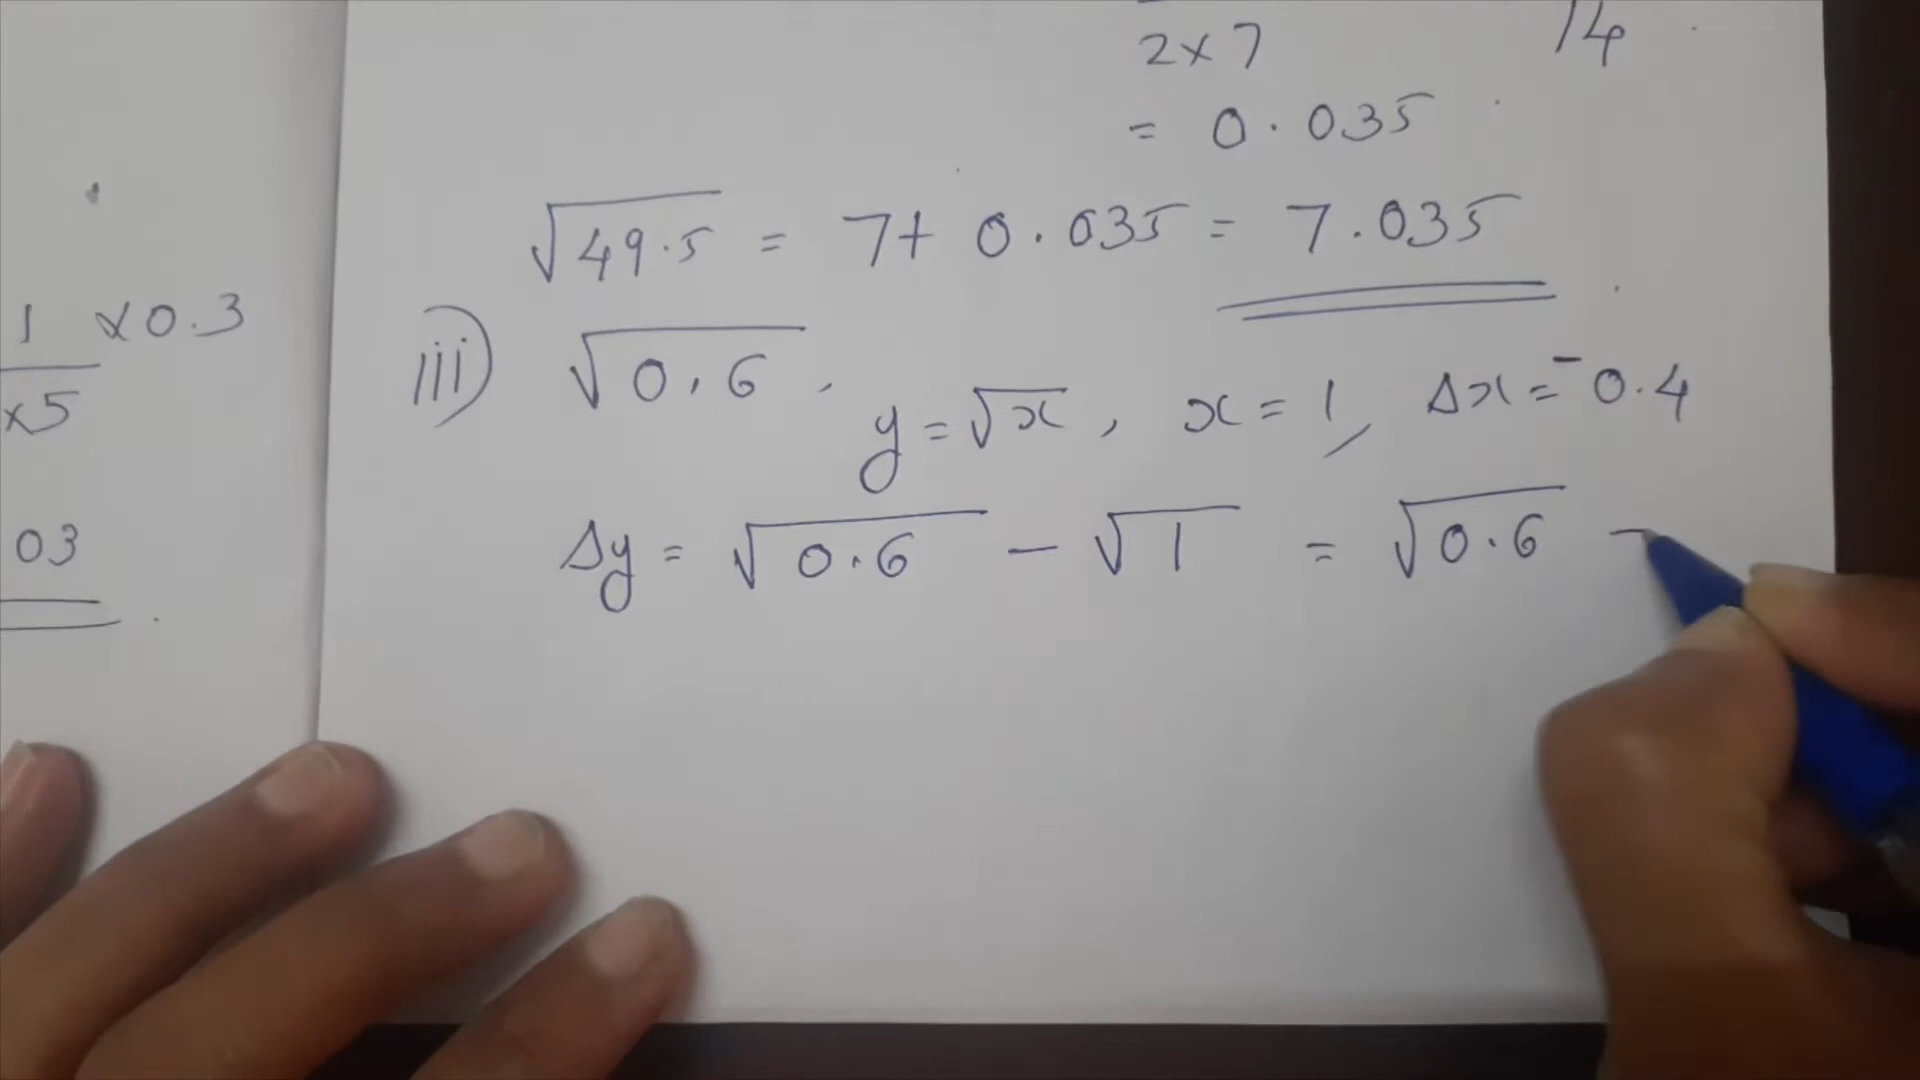 1 × 0.3
×5
03
2 × 7
14
= 0.035
√49.5 = 7 + 0.035 = 7.035
iii) √0.6,
y = √x, x = 1, Δx = -0.4
Δy = √0.6 - √1 = √0.6 -